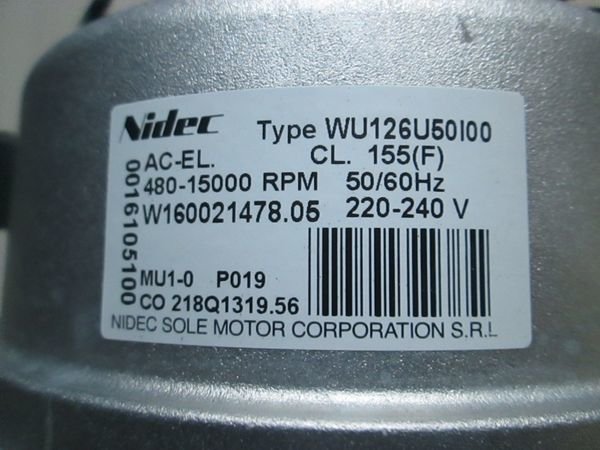 Nidec Type WU126U50I00
AC-EL. CL. 155(F)
480-15000 RPM 50/60Hz
W160021478.05 220-240 V
0016105100
MU1-0 P019
CO 218Q1319.56
NIDEC SOLE MOTOR CORPORATION S.R.L